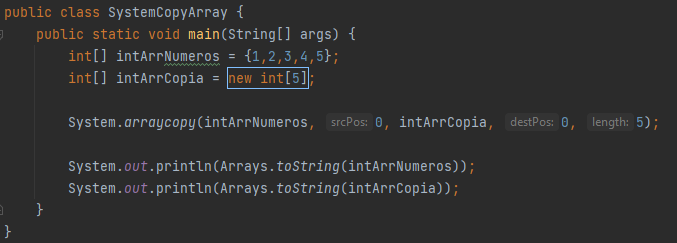 public class SystemCopyArray {
public static void main(String[] args) {
int[] intArrNumeros = {1,2,3,4,5};
int[] intArrCopia = new int[5];
System.arraycopy(intArrNumeros, srcPos: 0, intArrCopia, destPos: 0, length: 5);
System.out.println(Arrays.toString(intArrNumeros));
System.out.println(Arrays.toString(intArrCopia));
}
}